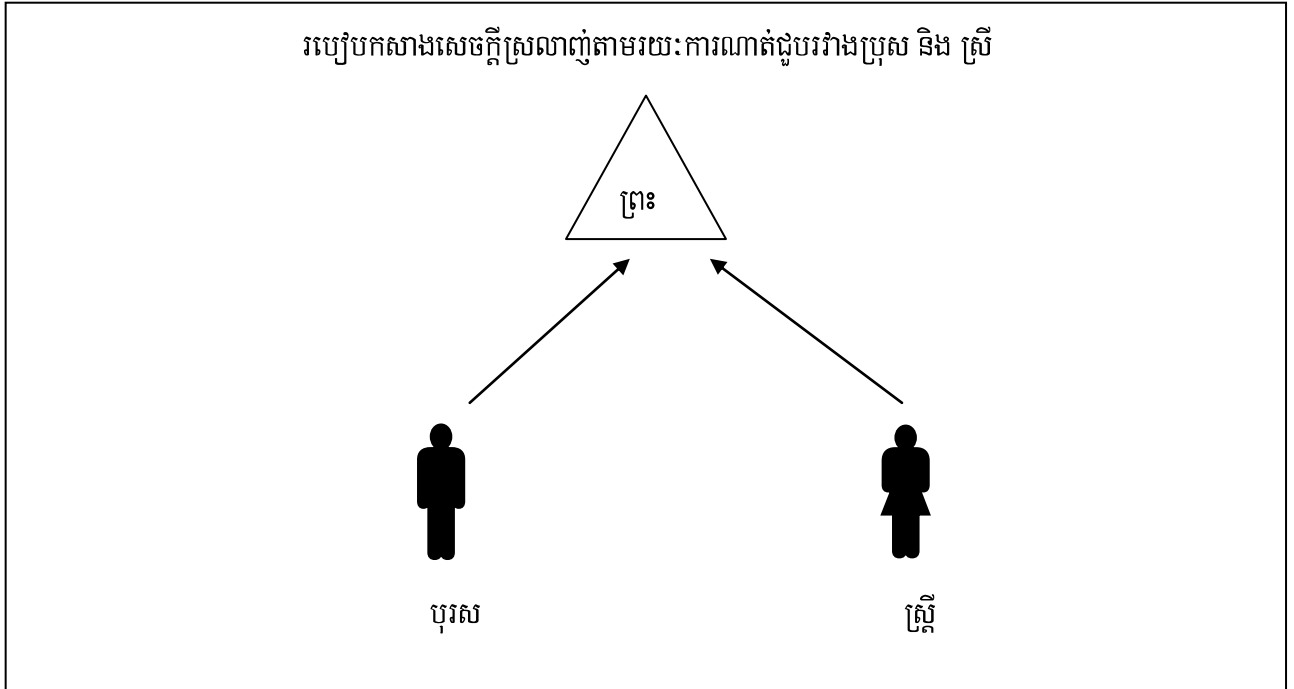 របៀបកសាងសេចក្តីស្រលាញ់តាមរយៈការណាត់ជួបរវាងប្រុស និង ស្រី
ព្រះ
បុរស
ស្ត្រី